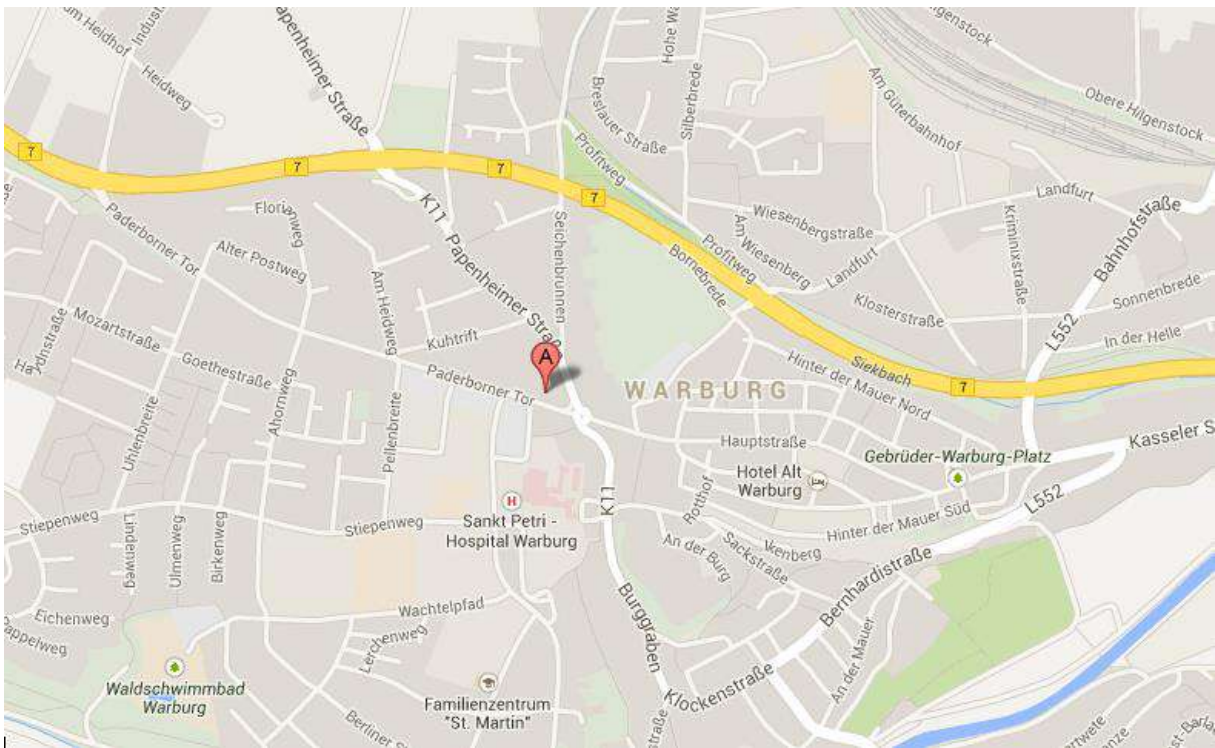 Industr
um Heidhof
Heidweg
apenheimer Straße
Hohe W
Hilgenstock
Obere Hilgenstock
Am Güterbahnhof
Breslauer Straße
Silberbrede
Profitweg
7
7
7
7
Landfurt
Kriminixstraße
Bahnhofstraße
Florianweg
Paderborner Tor
Alter Postweg
K11
Seichenbrunnen
Papenheimer Straße
Wiesenbergstraße
Am Wiesenberg
Profitweg
Bornebrede
Landfurt
Klosterstraße
Sonnenbrede
L552
In der Helle
Am Heidweg
Mozartstraße
Haydnstraße
Goethestraße
Kuhtrift
A
Paderborner Tor
WARBURG
Hinter der Mauer Nord
Siekbach
7
Ahornweg
Uhlenbreite
Pellenbreite
Hauptstraße
Kasseler S
Gebrüder-Warburg-Platz
Hotel Alt
Warburg
H
Sankt Petri -
Hospital Warburg
K11
Rotthof
L552
Hinter der Mauer Süd
Stiepenweg
Stiepenweg
Lindenweg
Ulmenweg
Birkenweg
An der Burg
Sackstraße
Ikenberg
Bernhardistraße
Eichenweg
Pappelweg
Wachtelpfad
Lerchenweg
Burggraben
An der Mauer
Klockenstraße
Waldschwimmbad
Warburg
Familienzentrum
"St. Martin"
Berliner S
straße